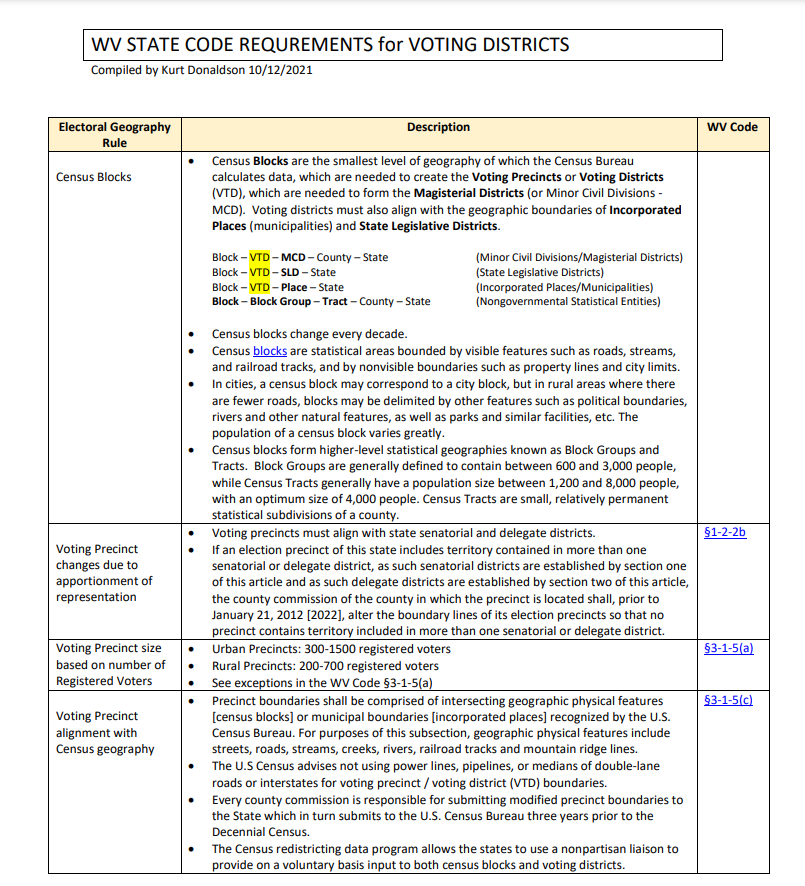 WV STATE CODE REQUREMENTS for VOTING DISTRICTS
Compiled by Kurt Donaldson 10/12/2021
Electoral Geography
Rule
Description
WV Code
Census Blocks
• Census Blocks are the smallest level of geography of which the Census Bureau
calculates data, which are needed to create the Voting Precincts or Voting Districts
(VTD), which are needed to form the Magisterial Districts (or Minor Civil Divisions -
MCD). Voting districts must also align with the geographic boundaries of Incorporated
Places (municipalities) and State Legislative Districts.
Block – VTD – MCD – County – State (Minor Civil Divisions/Magisterial Districts)
Block – VTD – SLD – State (State Legislative Districts)
Block – VTD – Place – State (Incorporated Places/Municipalities)
Block – Block Group – Tract – County – State (Nongovernmental Statistical Entities)
• Census blocks change every decade.
• Census blocks are statistical areas bounded by visible features such as roads, streams,
and railroad tracks, and by nonvisible boundaries such as property lines and city limits.
• In cities, a census block may correspond to a city block, but in rural areas where there
are fewer roads, blocks may be delimited by other features such as political boundaries,
rivers and other natural features, as well as parks and similar facilities, etc. The
population of a census block varies greatly.
• Census blocks form higher-level statistical geographies known as Block Groups and
Tracts. Block Groups are generally defined to contain between 600 and 3,000 people,
while Census Tracts generally have a population size between 1,200 and 8,000 people,
with an optimum size of 4,000 people. Census Tracts are small, relatively permanent
statistical subdivisions of a county.
Voting Precinct
changes due to
apportionment of
representation
• Voting precincts must align with state senatorial and delegate districts.
• If an election precinct of this state includes territory contained in more than one
senatorial or delegate district, as such senatorial districts are established by section one
of this article and as such delegate districts are established by section two of this article,
the county commission of the county in which the precinct is located shall, prior to
January 21, 2012 [2022], alter the boundary lines of its election precincts so that no
precinct contains territory included in more than one senatorial or delegate district.
§1-2-2b
Voting Precinct size
based on number of
Registered Voters
• Urban Precincts: 300-1500 registered voters
• Rural Precincts: 200-700 registered voters
• See exceptions in the WV Code §3-1-5(a)
§3-1-5(a)
Voting Precinct
alignment with
Census geography
• Precinct boundaries shall be comprised of intersecting geographic physical features
[census blocks] or municipal boundaries [incorporated places] recognized by the U.S.
Census Bureau. For purposes of this subsection, geographic physical features include
streets, roads, streams, creeks, rivers, railroad tracks and mountain ridge lines.
• The U.S Census advises not using power lines, pipelines, or medians of double-lane
roads or interstates for voting precinct / voting district (VTD) boundaries.
• Every county commission is responsible for submitting modified precinct boundaries to
the State which in turn submits to the U.S. Census Bureau three years prior to the
Decennial Census.
• The Census redistricting data program allows the states to use a nonpartisan liaison to
provide on a voluntary basis input to both census blocks and voting districts.
§3-1-5(c)